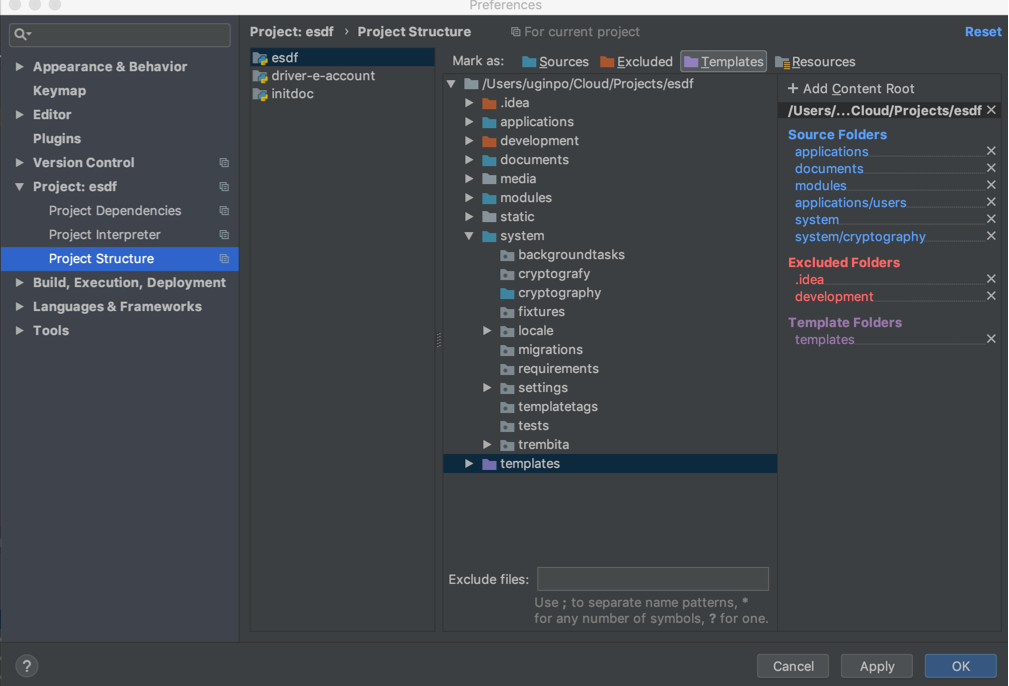 Preferences
Appearance & Behavior
Keymap
Editor
Plugins
Version Control
Project: esdf
Project Dependencies
Project Interpreter
Project Structure
Build, Execution, Deployment
Languages & Frameworks
Tools
Project: esdf › Project Structure
For current project
Reset
esdf
driver-e-account
initdoc
Mark as: Sources Excluded Templates Resources
/Users/uginpo/Cloud/Projects/esdf
.idea
applications
development
documents
media
modules
static
system
backgroundtasks
cryptografy
cryptography
fixtures
locale
migrations
requirements
settings
templatetags
tests
trembita
templates
Exclude files:
Use ; to separate name patterns, *
for any number of symbols, ? for one.
+ Add Content Root
/Users/...Cloud/Projects/esdf ×
Source Folders
applications ×
documents ×
modules ×
applications/users ×
system ×
system/cryptography ×
Excluded Folders
.idea ×
development ×
Template Folders
templates ×
?
Cancel
Apply
OK